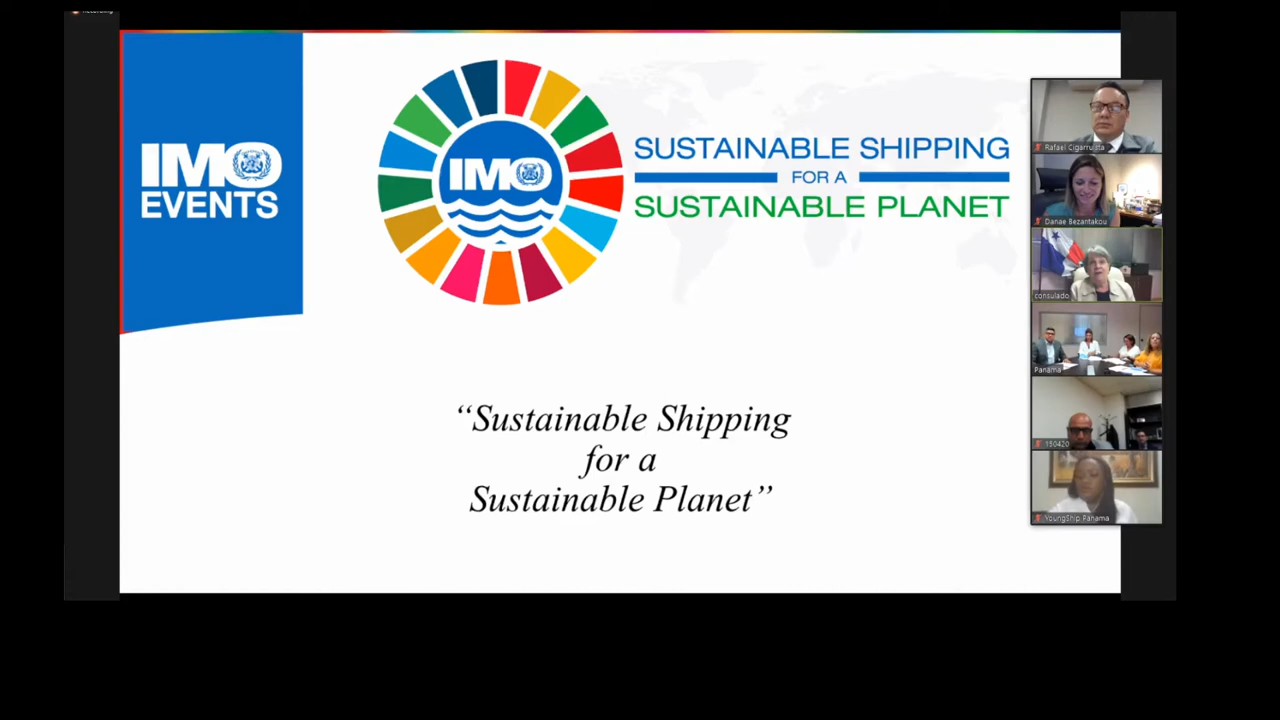 Recording
IMO
EVENTS
IMO
SUSTAINABLE SHIPPING
FOR A
SUSTAINABLE PLANET
“Sustainable Shipping
for a
Sustainable Planet”
Rafael Cigarruista
Danae Bezantakou
consulado
Panama
150420
YoungShip Panama